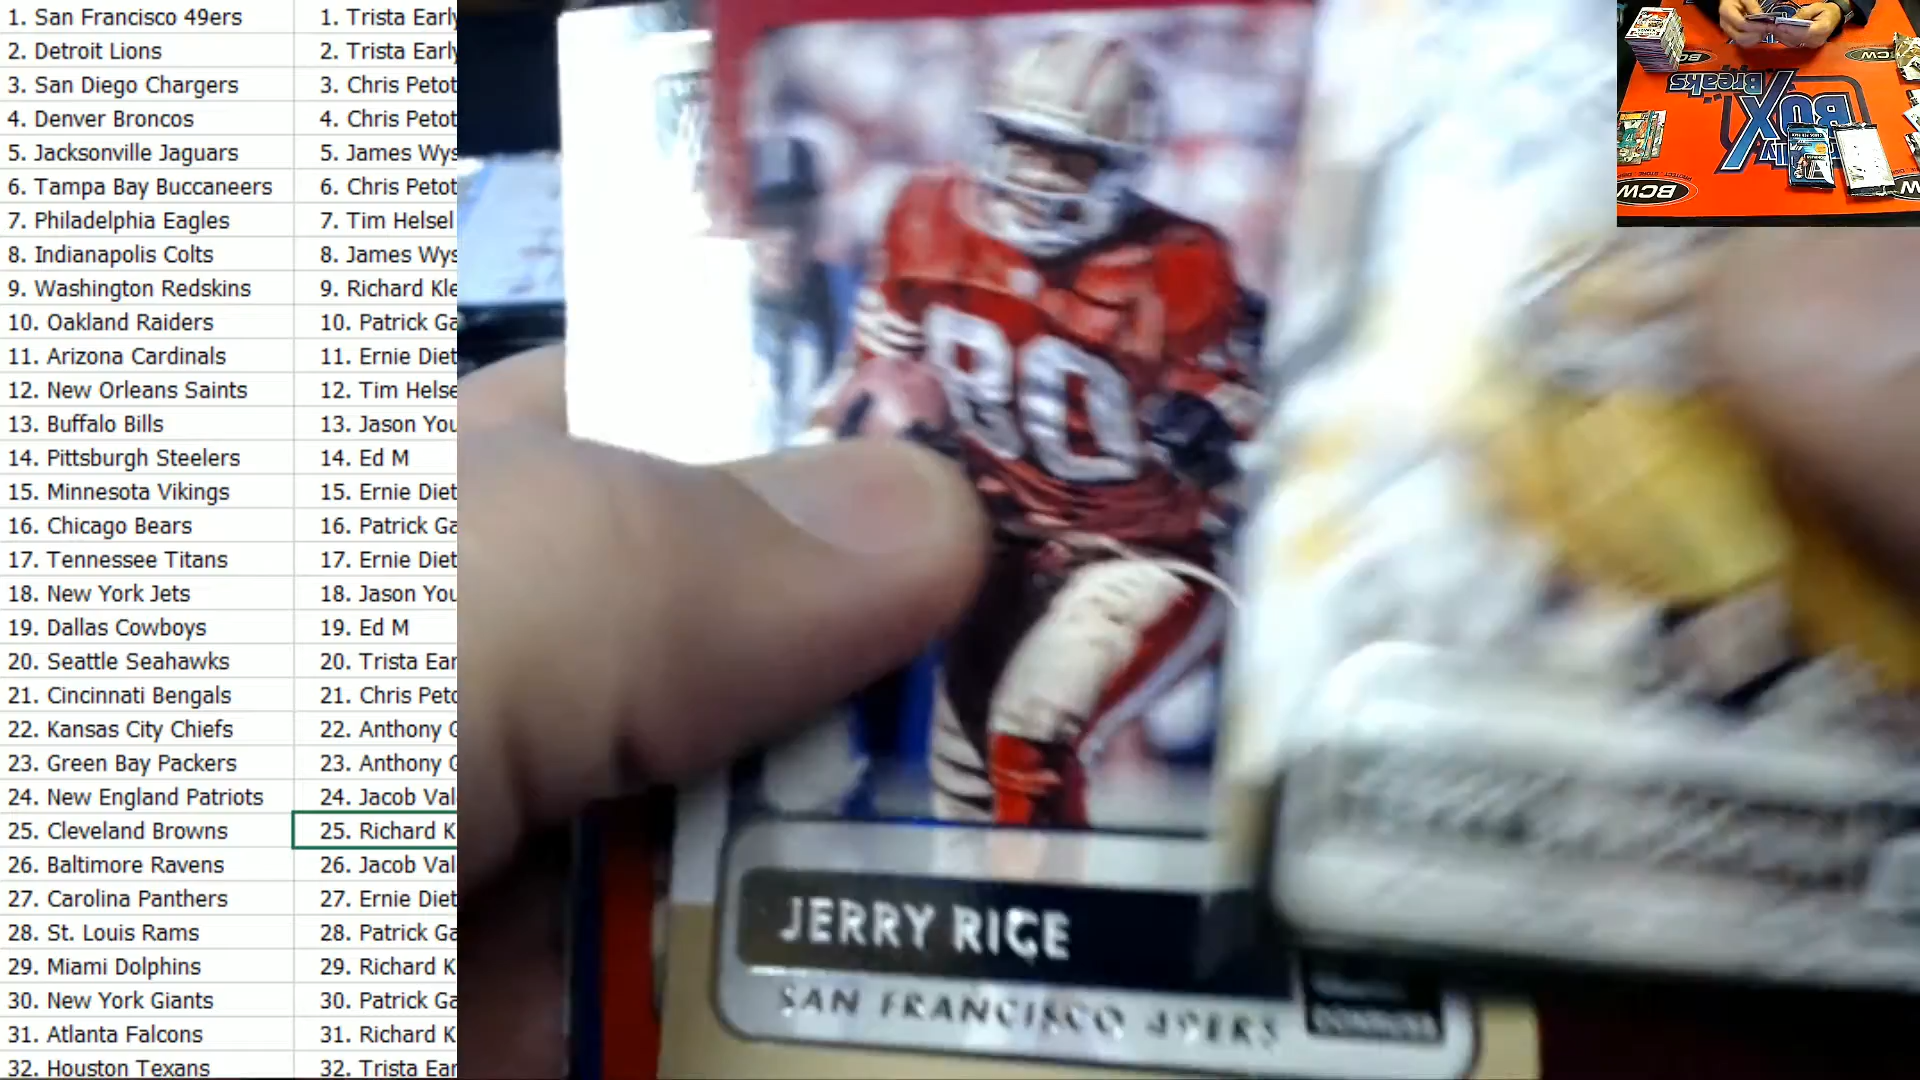 1. San Francisco 49ers
2. Detroit Lions
3. San Diego Chargers
4. Denver Broncos
5. Jacksonville Jaguars
6. Tampa Bay Buccaneers
7. Philadelphia Eagles
8. Indianapolis Colts
9. Washington Redskins
10. Oakland Raiders
11. Arizona Cardinals
12. New Orleans Saints
13. Buffalo Bills
14. Pittsburgh Steelers
15. Minnesota Vikings
16. Chicago Bears
17. Tennessee Titans
18. New York Jets
19. Dallas Cowboys
20. Seattle Seahawks
21. Cincinnati Bengals
22. Kansas City Chiefs
23. Green Bay Packers
24. New England Patriots
25. Cleveland Browns
26. Baltimore Ravens
27. Carolina Panthers
28. St. Louis Rams
29. Miami Dolphins
30. New York Giants
31. Atlanta Falcons
32. Houston Texans
1. Trista Early
2. Trista Early
3. Chris Petot
4. Chris Petot
5. James Wys
6. Chris Petot
7. Tim Helsel
8. James Wys
9. Richard Kle
10. Patrick Ga
11. Ernie Diet
12. Tim Helse
13. Jason You
14. Ed M
15. Ernie Diet
16. Patrick Ga
17. Ernie Diet
18. Jason You
19. Ed M
20. Trista Ear
21. Chris Peto
22. Anthony G
23. Anthony G
24. Jacob Val
25. Richard K
26. Jacob Val
27. Ernie Diet
28. Patrick Ga
29. Richard K
30. Patrick Ga
31. Richard K
32. Trista Ear
80
JERRY RICE
SAN FRANCISCO 49ERS
BCW
BCW
BCW
Breaks
BOX